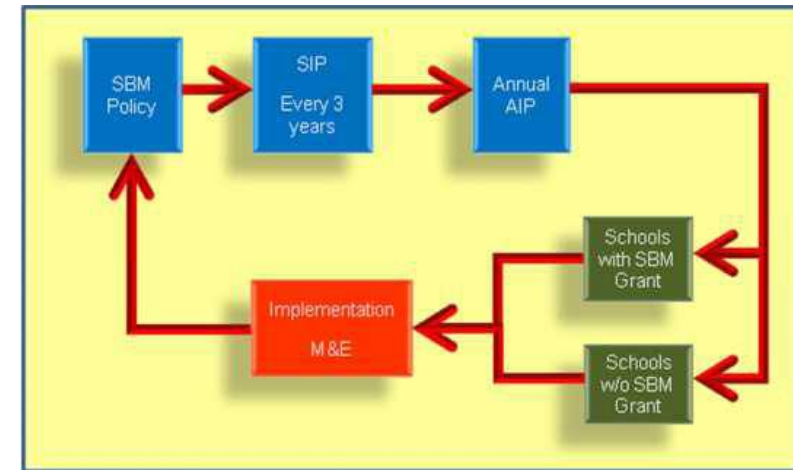 SBM
Policy
SIP
Every 3
years
Annual
AIP
Schools
with SBM
Grant
Implementation
M &E
Schools
w/o SBM
Grant